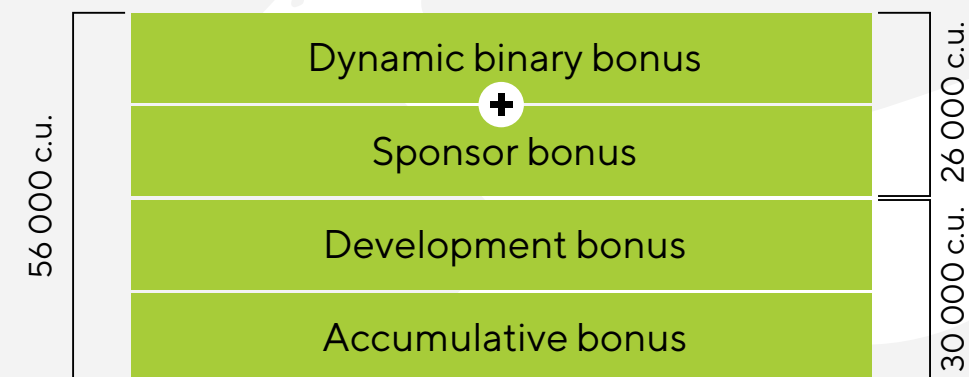 56 000 c.u.
Dynamic binary bonus
+
Sponsor bonus
26 000 c.u.
Development bonus
Accumulative bonus
30 000 c.u.